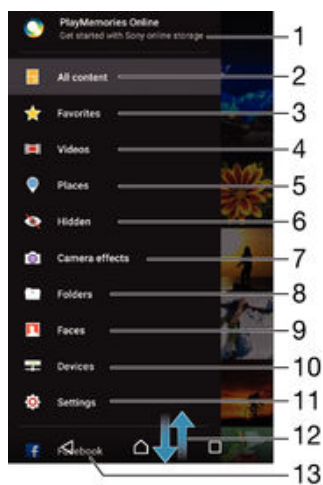 PlayMemories Online
Get started with Sony online storage
1
All content
2
Favorites
3
Videos
4
Places
5
Hidden
6
Camera effects
7
Folders
8
Faces
9
Devices
10
Settings
11
12
Facebook
13